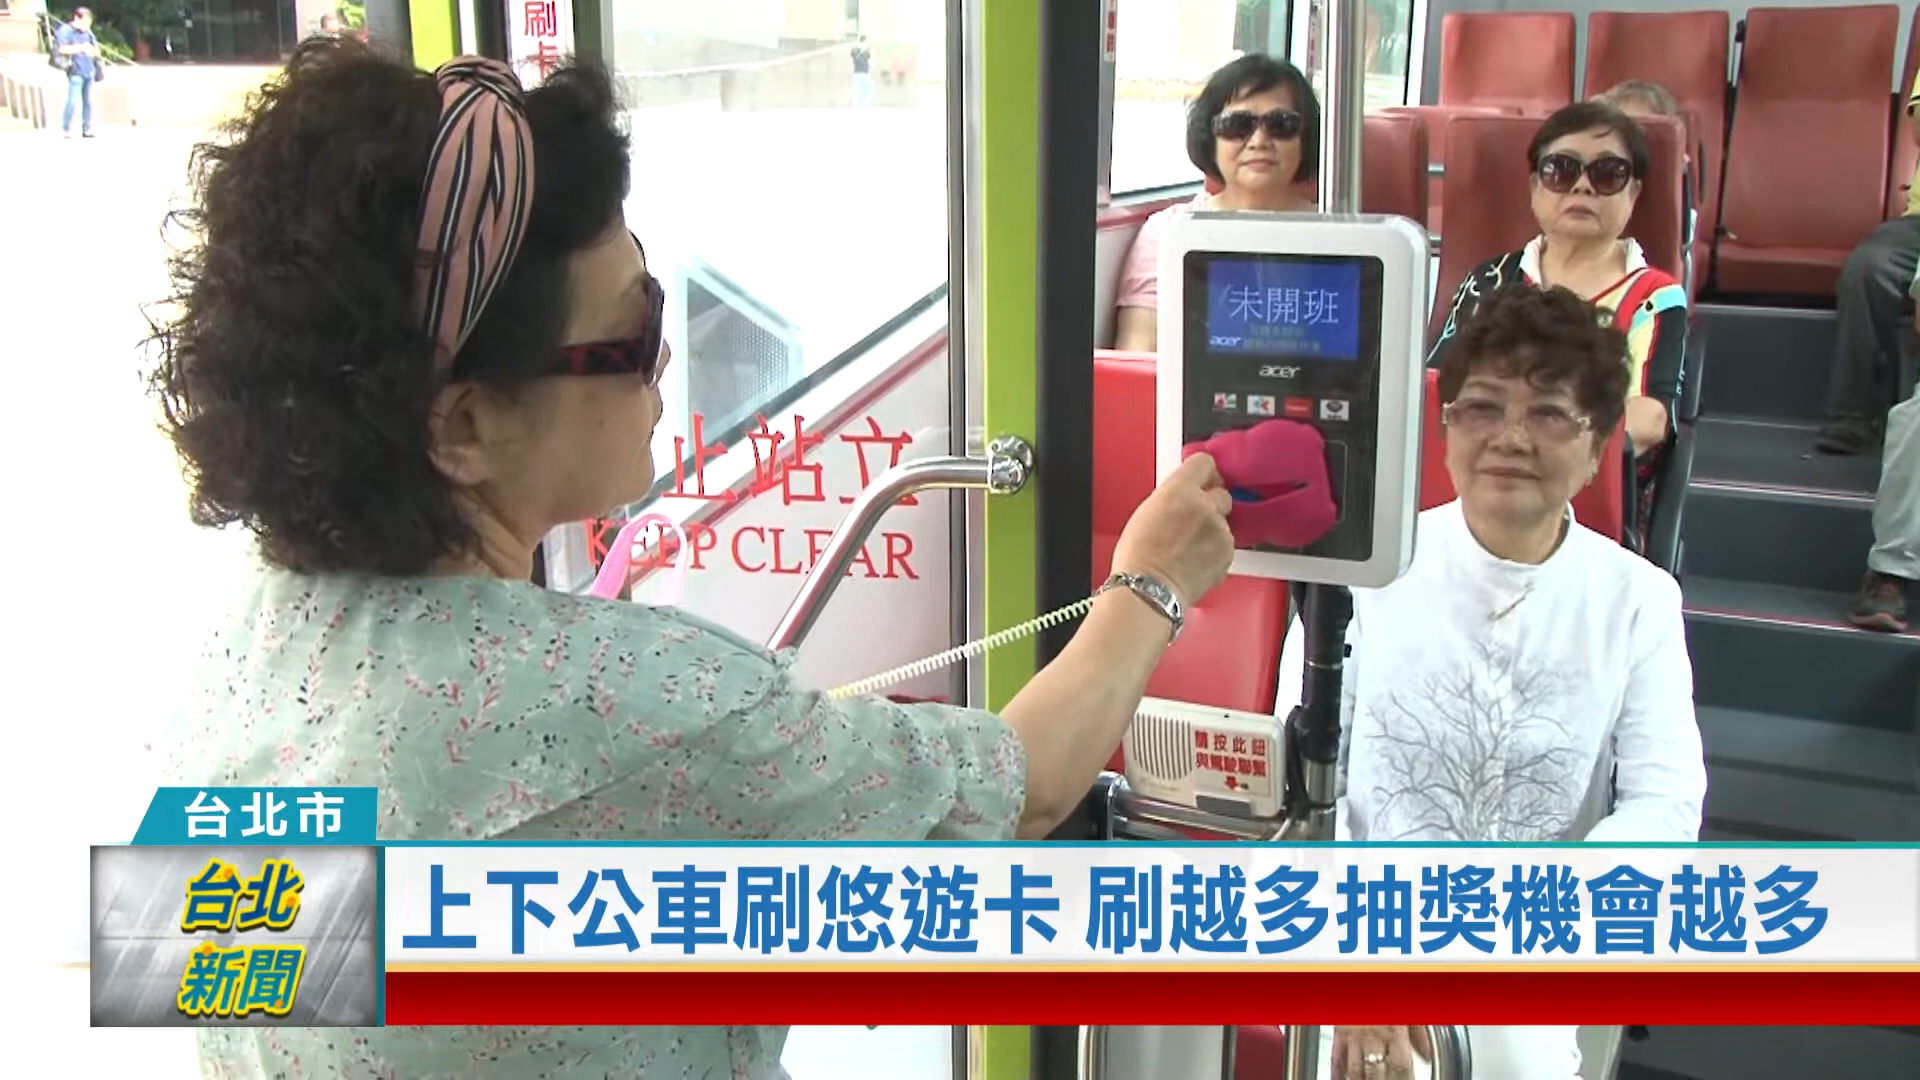 刷卡
未開班
acer
acer
止站立
KEEP CLEAR
請按此鈕
與駕駛聯繫
台北市
台北
新聞
上下公車刷悠遊卡 刷越多抽獎機會越多